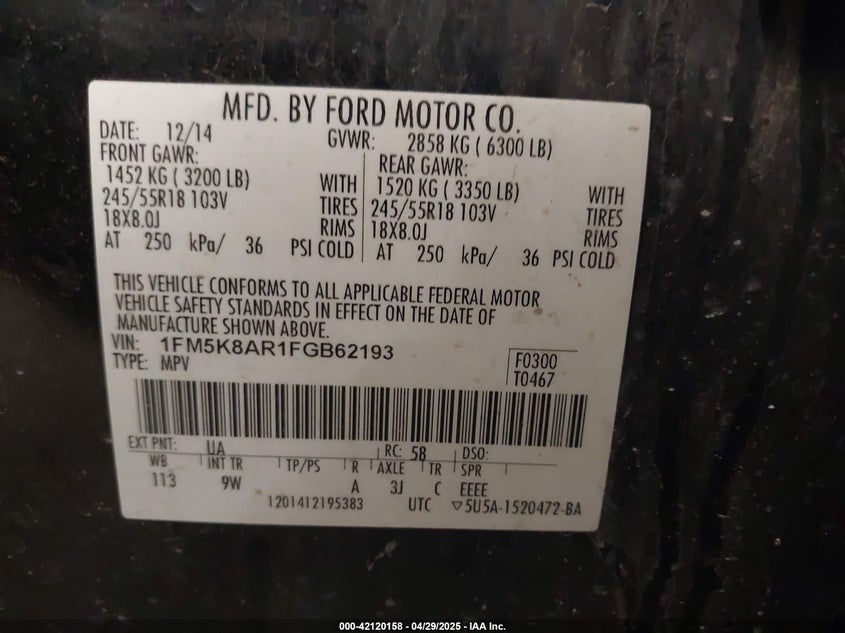 MFD. BY FORD MOTOR CO.
DATE: 12/14 GVWR: 2858 KG ( 6300 LB)
FRONT GAWR: REAR GAWR:
1452 KG ( 3200 LB) WITH 1520 KG ( 3350 LB) WITH
245/55R18 103V TIRES 245/55R18 103V TIRES
18X8.0J RIMS 18X8.0J RIMS
AT 250 kPa/ 36 PSI COLD AT 250 kPa/ 36 PSI COLD
THIS VEHICLE CONFORMS TO ALL APPLICABLE FEDERAL MOTOR
VEHICLE SAFETY STANDARDS IN EFFECT ON THE DATE OF
MANUFACTURE SHOWN ABOVE.
VIN: 1FM5K8AR1FGB62193
TYPE: MPV F0300
T0467
EXT PNT: UA RC: 58 DSO:
WB INT TR TP/PS R AXLE TR SPR
113 9W A 3J C EEEE
1201412195383 UTC ▽5U5A-1520472-BA
000-42120158 - 04/29/2025 - IAA Inc.